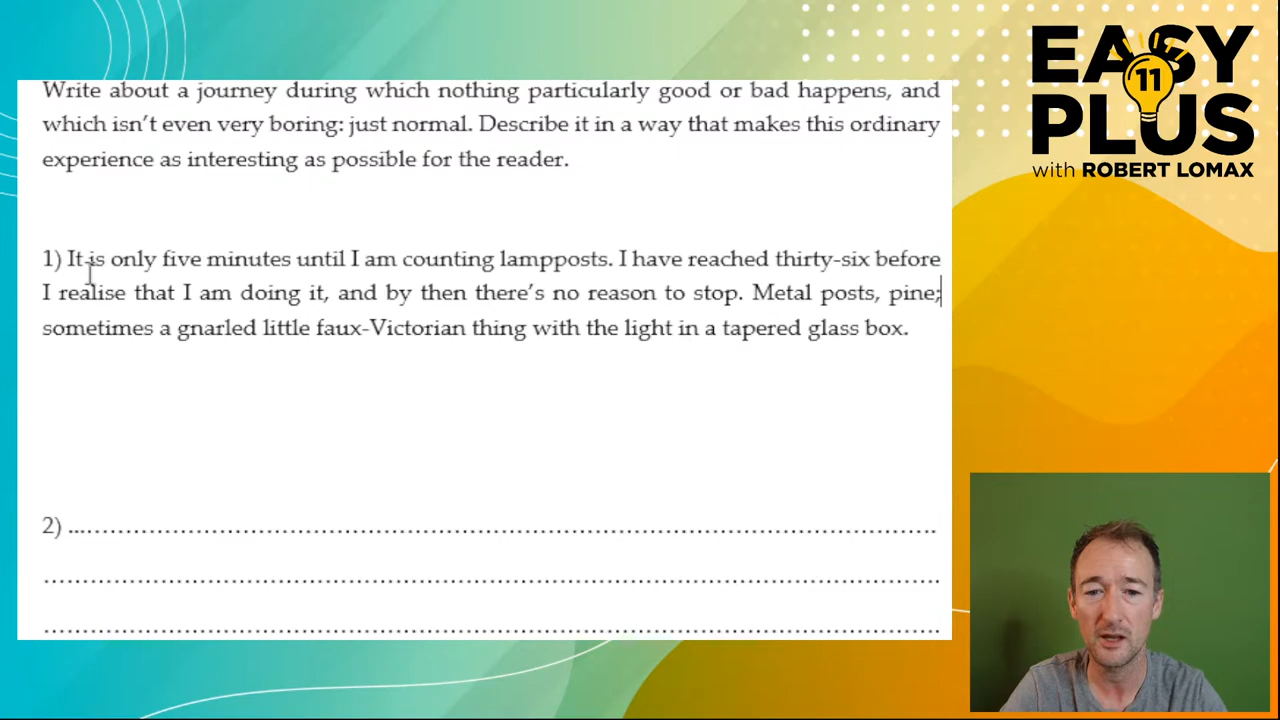 EASY
11
PLUS
with ROBERT LOMAX
Write about a journey during which nothing particularly good or bad happens, and
which isn’t even very boring: just normal. Describe it in a way that makes this ordinary
experience as interesting as possible for the reader.
1) It is only five minutes until I am counting lampposts. I have reached thirty-six before
I realise that I am doing it, and by then there’s no reason to stop. Metal posts, pine;
sometimes a gnarled little faux-Victorian thing with the light in a tapered glass box.
2) ................................................................................
................................................................................
................................................................................